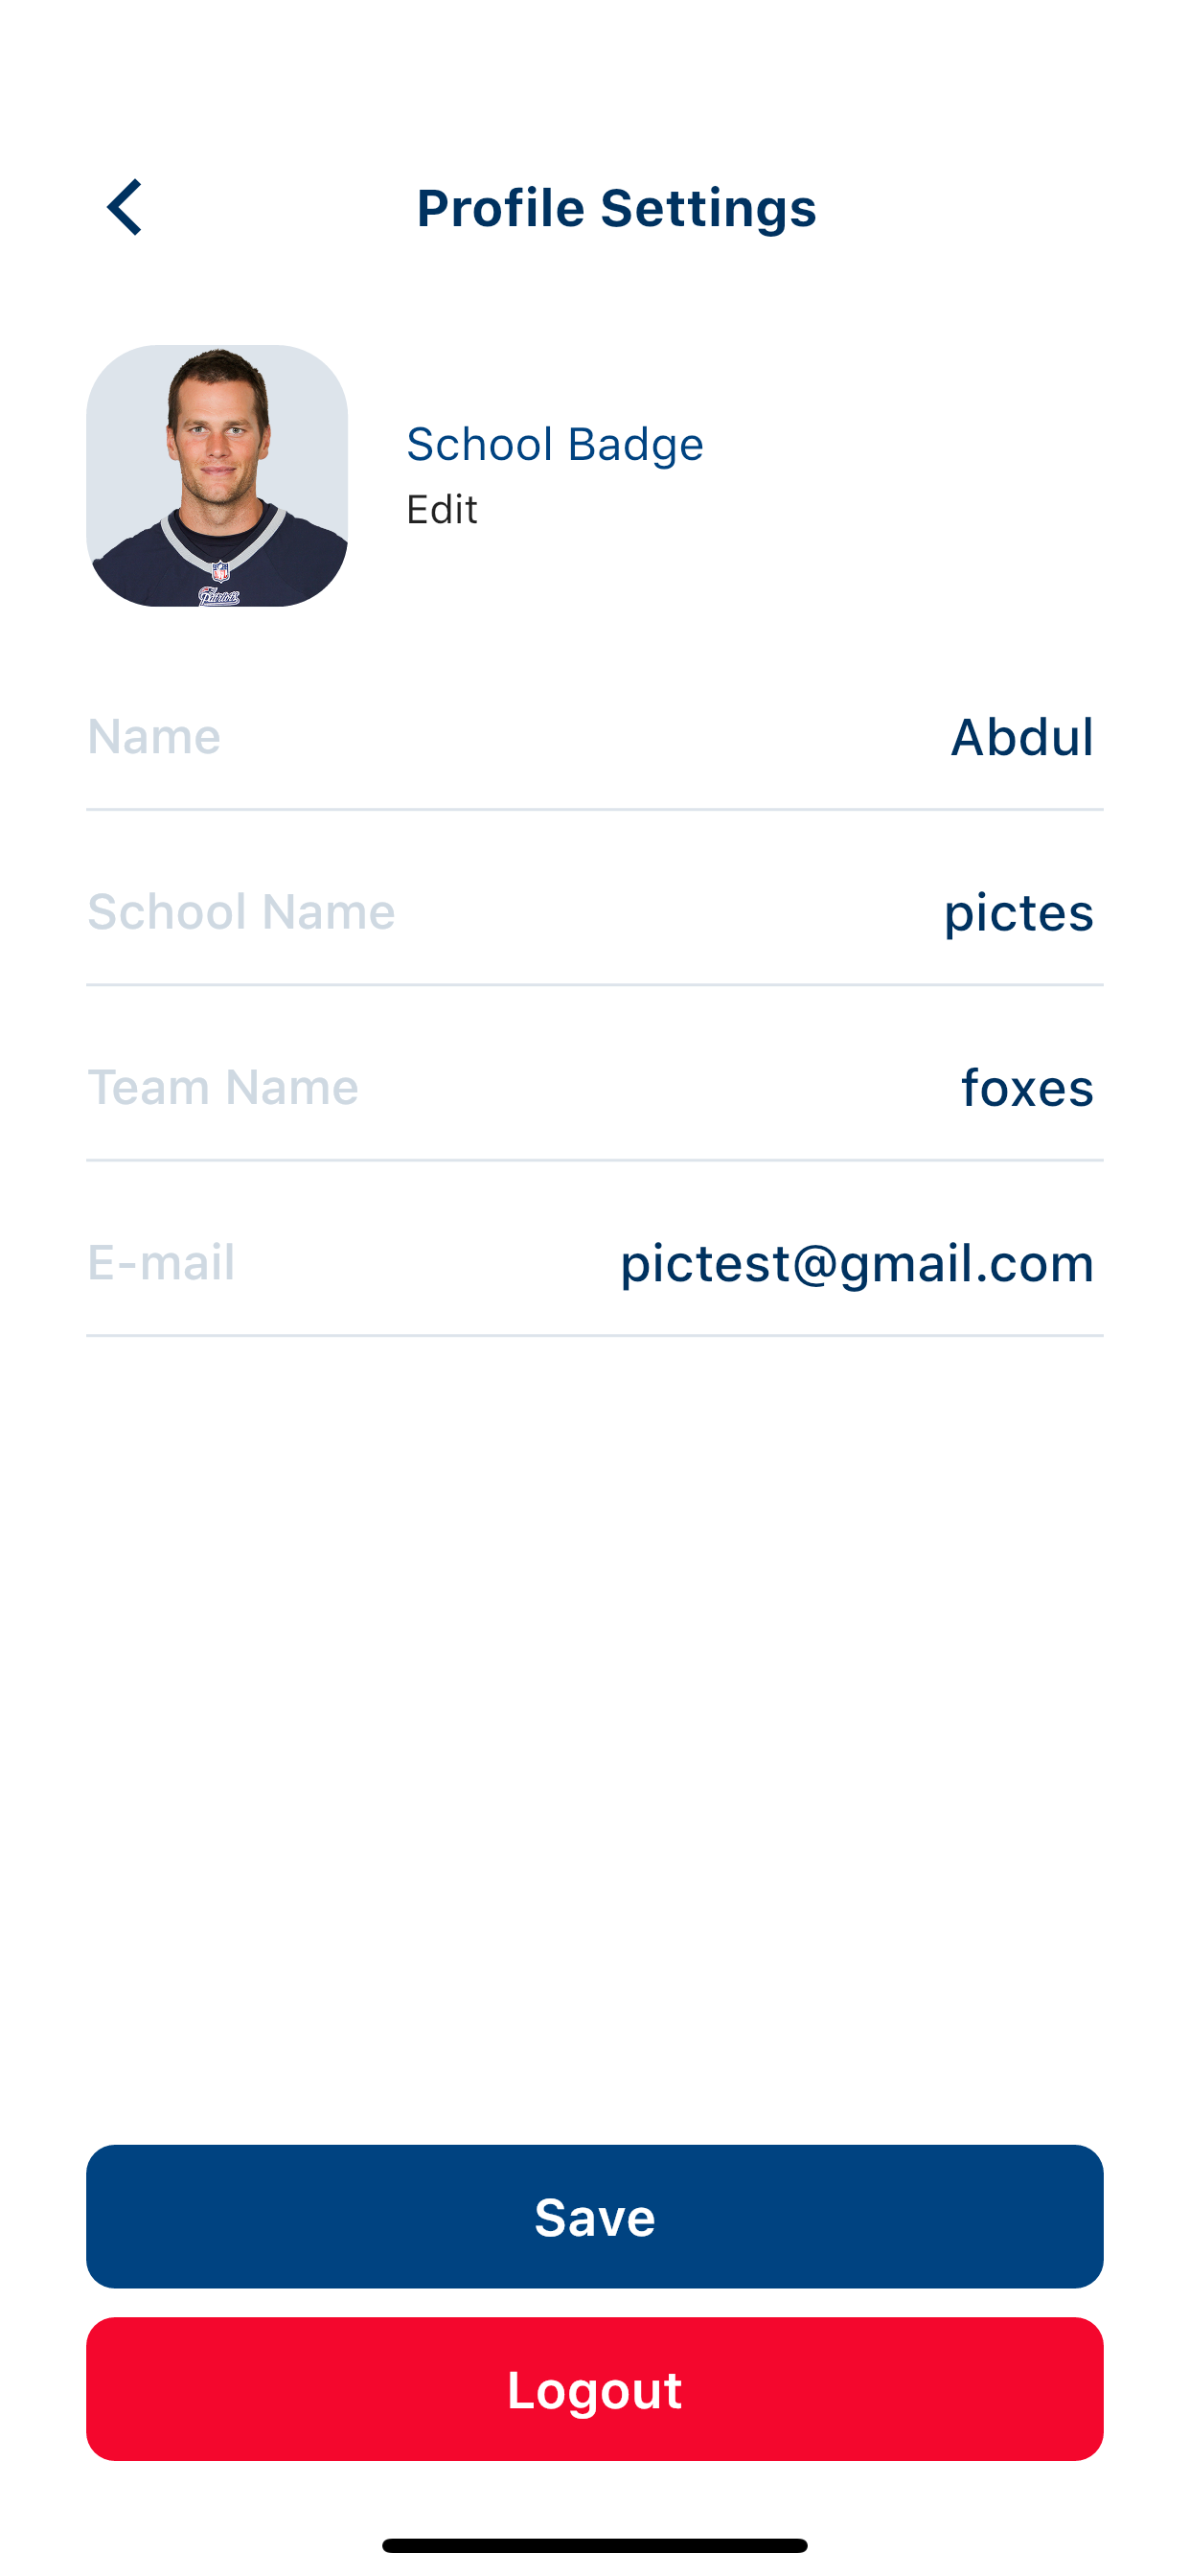 Profile Settings
School Badge
Edit
Patriots
Name
Abdul
School Name
pictes
Team Name
foxes
E-mail
pictest@gmail.com
Save
Logout